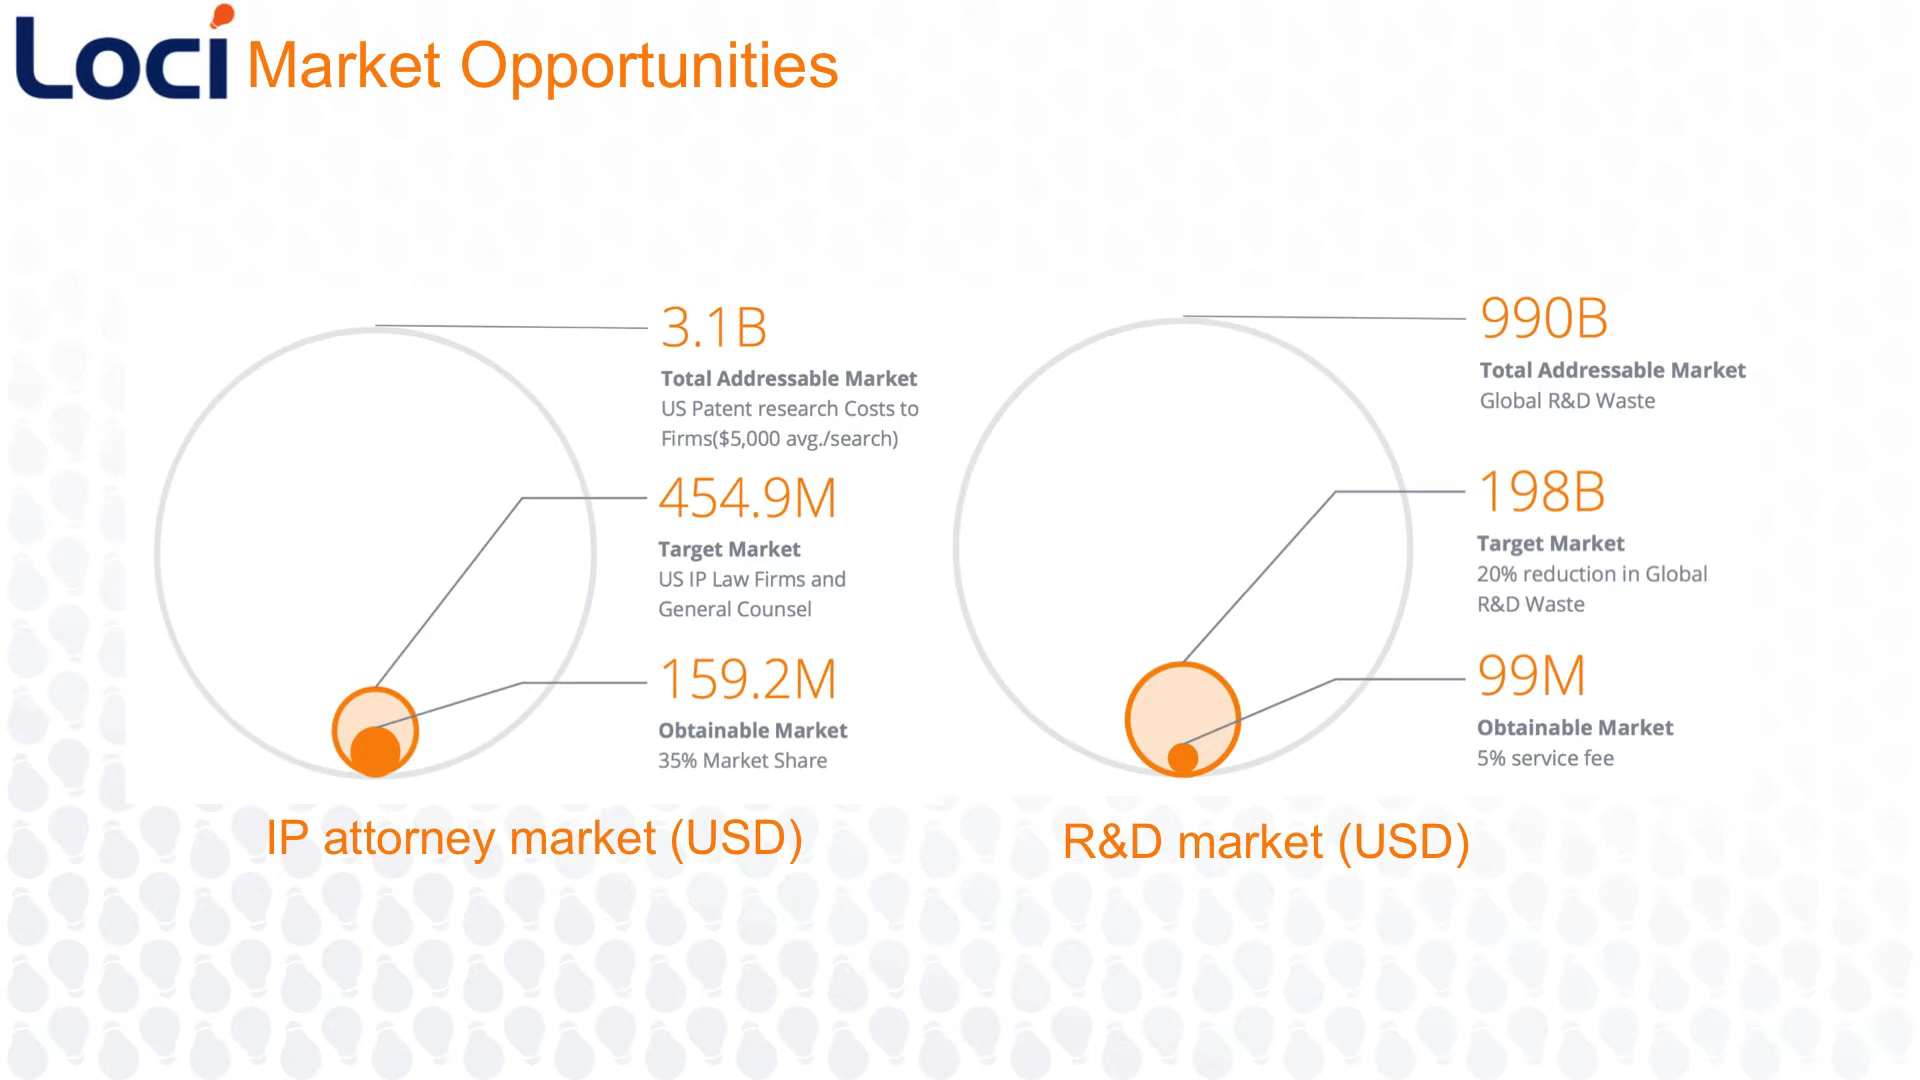 Loci Market Opportunities
3.1B
Total Addressable Market
US Patent research Costs to
Firms($5,000 avg./search)
454.9M
Target Market
US IP Law Firms and
General Counsel
159.2M
Obtainable Market
35% Market Share
IP attorney market (USD)
990B
Total Addressable Market
Global R&D Waste
198B
Target Market
20% reduction in Global
R&D Waste
99M
Obtainable Market
5% service fee
R&D market (USD)